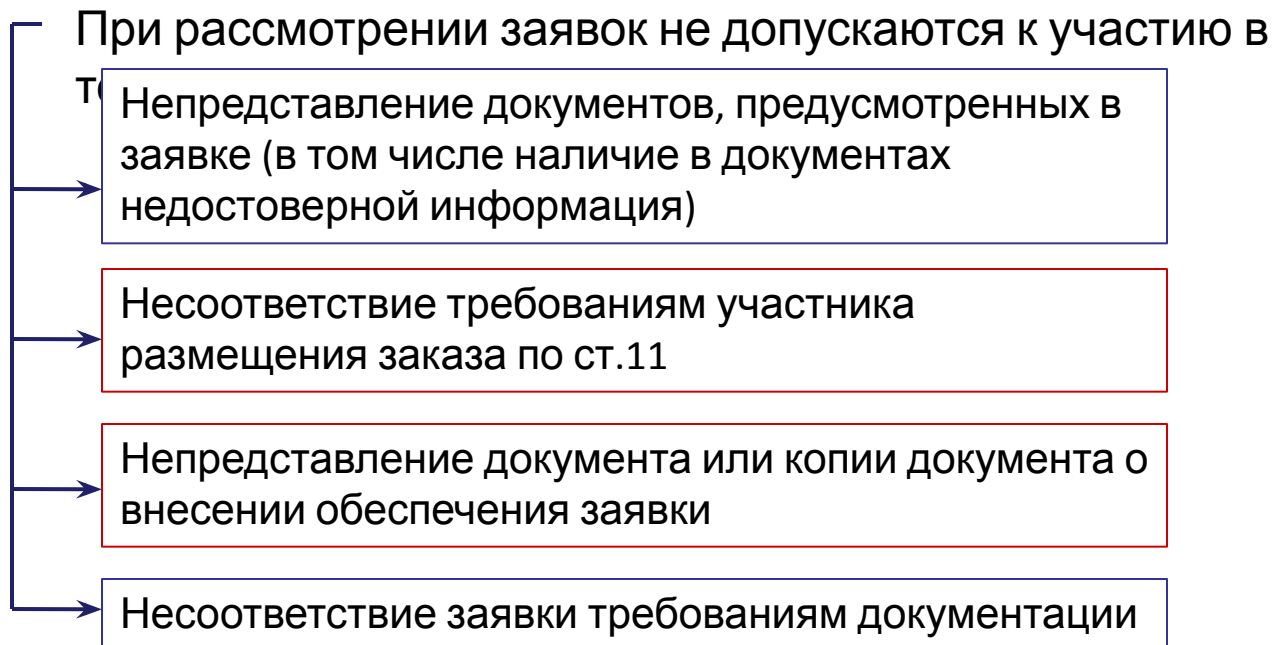 При рассмотрении заявок не допускаются к участию в
Непредставление документов, предусмотренных в
заявке (в том числе наличие в документах
недостоверной информация)
Несоответствие требованиям участника
размещения заказа по ст.11
Непредставление документа или копии документа о
внесении обеспечения заявки
Несоответствие заявки требованиям документации